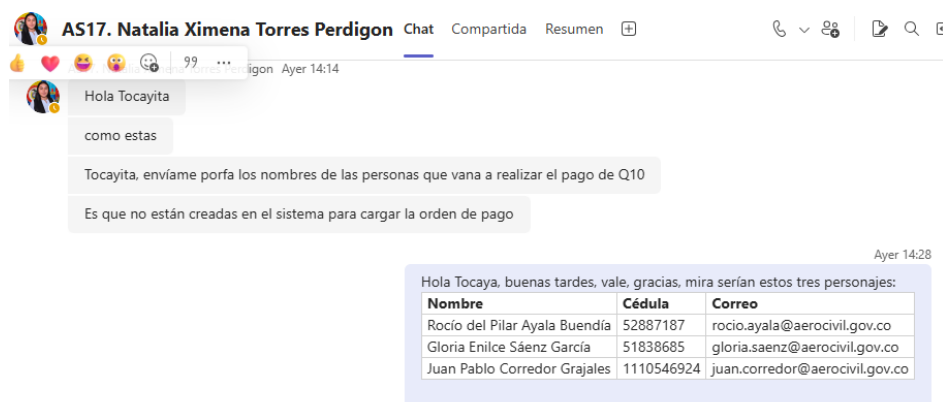 AS17. Natalia Ximena Torres Perdigon Chat Compartida Resumen
Ximena Torres Perdigon Ayer 14:14
Hola Tocayita
como estas
Tocayita, envíame porfa los nombres de las personas que vana a realizar el pago de Q10
Es que no están creadas en el sistema para cargar la orden de pago
Ayer 14:28
Hola Tocaya, buenas tardes, vale, gracias, mira serían estos tres personajes:
Nombre Cédula Correo
Rocío del Pilar Ayala Buendía 52887187 rocio.ayala@aerocivil.gov.co
Gloria Enilce Sáenz García 51838685 gloria.saenz@aerocivil.gov.co
Juan Pablo Corredor Grajales 1110546924 juan.corredor@aerocivil.gov.co